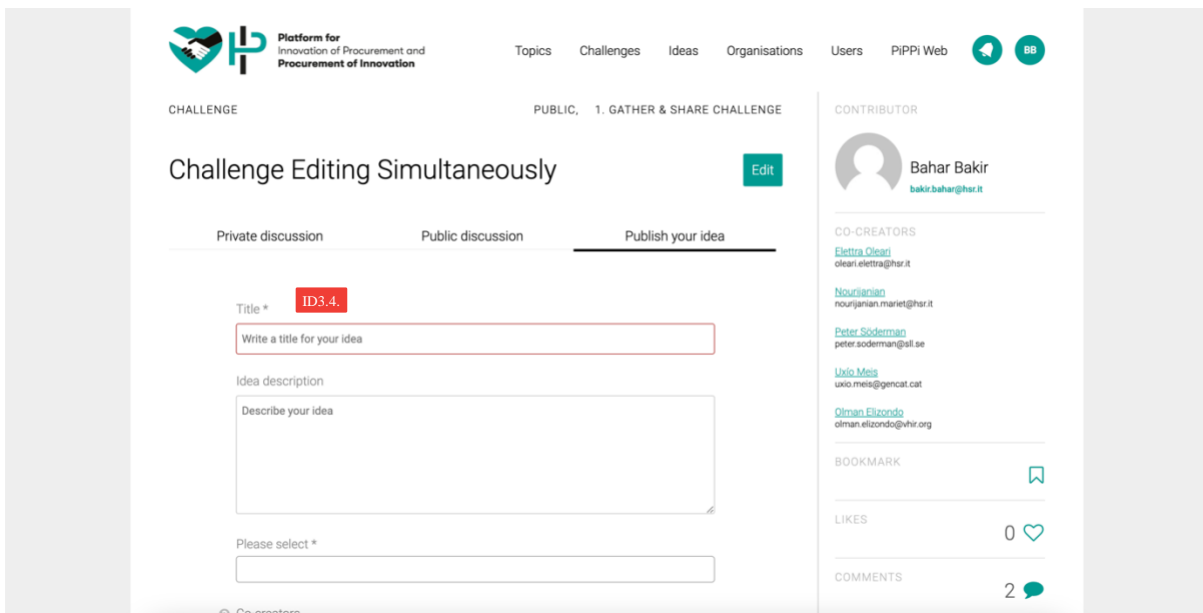 Platform for
Innovation of Procurement and
Procurement of Innovation
Topics Challenges Ideas Organisations Users PiPPi Web BB
CHALLENGE PUBLIC, 1. GATHER & SHARE CHALLENGE
Challenge Editing Simultaneously Edit
Private discussion Public discussion Publish your idea
Title * ID3.4.
Write a title for your idea
Idea description
Describe your idea
Please select *
Co creators
CONTRIBUTOR
Bahar Bakir
bakir.bahar@hsr.it
CO-CREATORS
Elettra Oleari
oleari.elettra@hsr.it
Nourijanian
nourijanian.mariet@hsr.it
Peter Söderman
peter.soderman@sll.se
Uxío Meis
uxio.meis@gencat.cat
Olman Elizondo
olman.elizondo@vhir.org
BOOKMARK
LIKES
0
COMMENTS
2